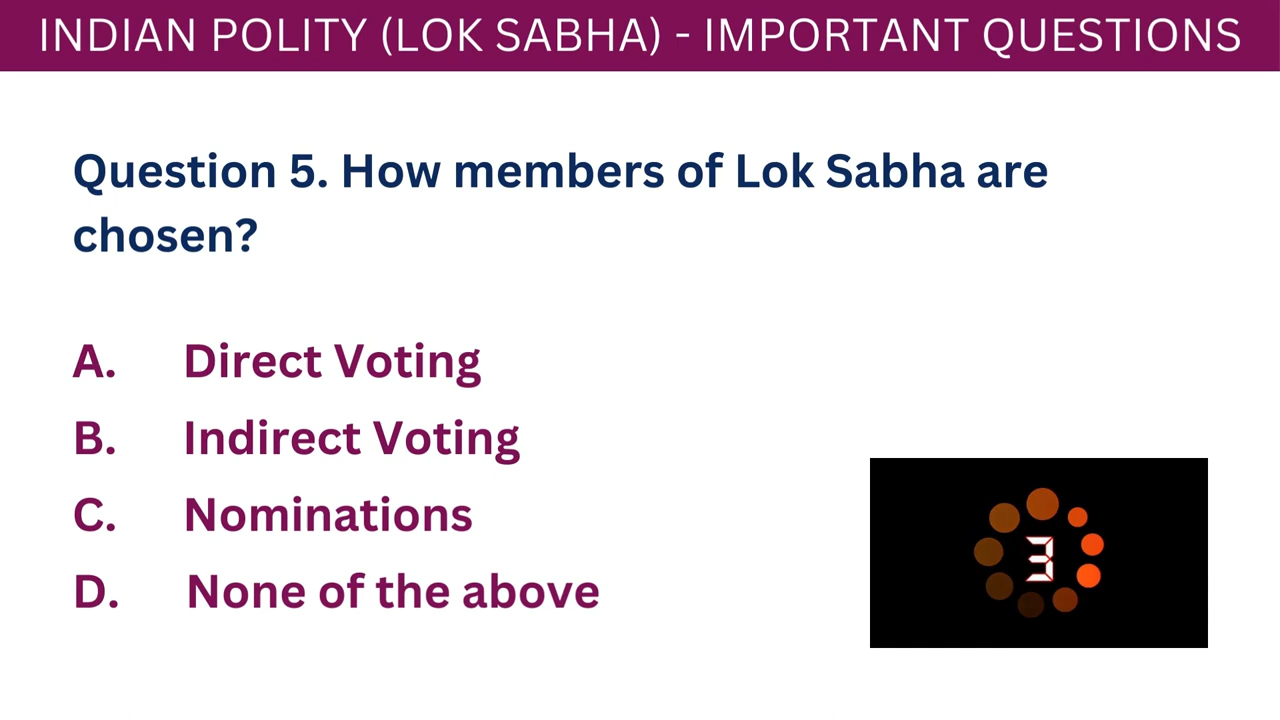 INDIAN POLITY (LOK SABHA) - IMPORTANT QUESTIONS
Question 5. How members of Lok Sabha are
chosen?
A. Direct Voting
B. Indirect Voting
C. Nominations
D. None of the above
3